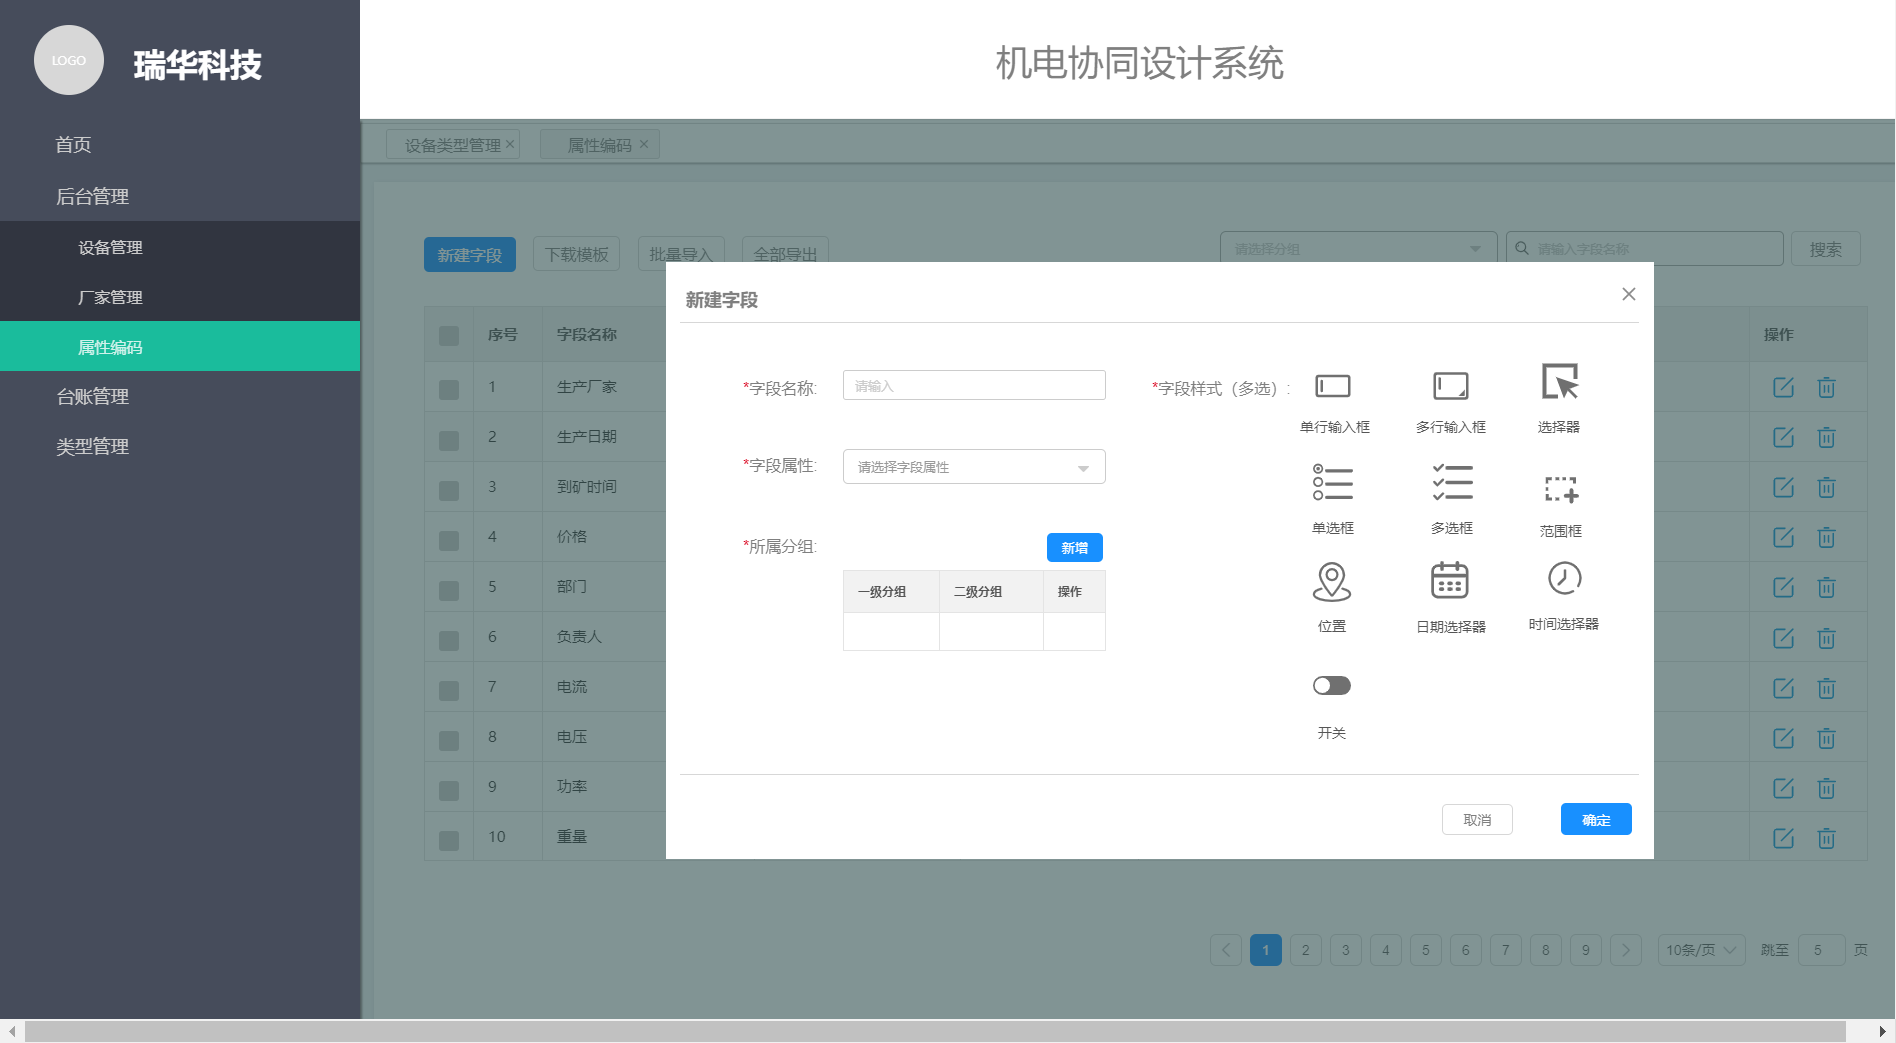 LOGO
瑞华科技
机电协同设计系统
首页
后台管理
设备管理
厂家管理
属性编码
台账管理
类型管理
设备类型管理
属性编码
新建字段
下载模板
批量导入
全部导出
请选择分组
请输入字段名称
搜索
序号
字段名称
操作
1
生产厂家
2
生产日期
3
到矿时间
4
价格
5
部门
6
负责人
7
电流
8
电压
9
功率
10
重量
新建字段
*字段名称:
请输入
*字段属性:
请选择字段属性
*所属分组:
新增
一级分组
二级分组
操作
*字段样式（多选）:
单行输入框
多行输入框
选择器
单选框
多选框
范围框
位置
日期选择器
时间选择器
开关
取消
确定
1
2
3
4
5
6
7
8
9
10条/页
跳至
5
页